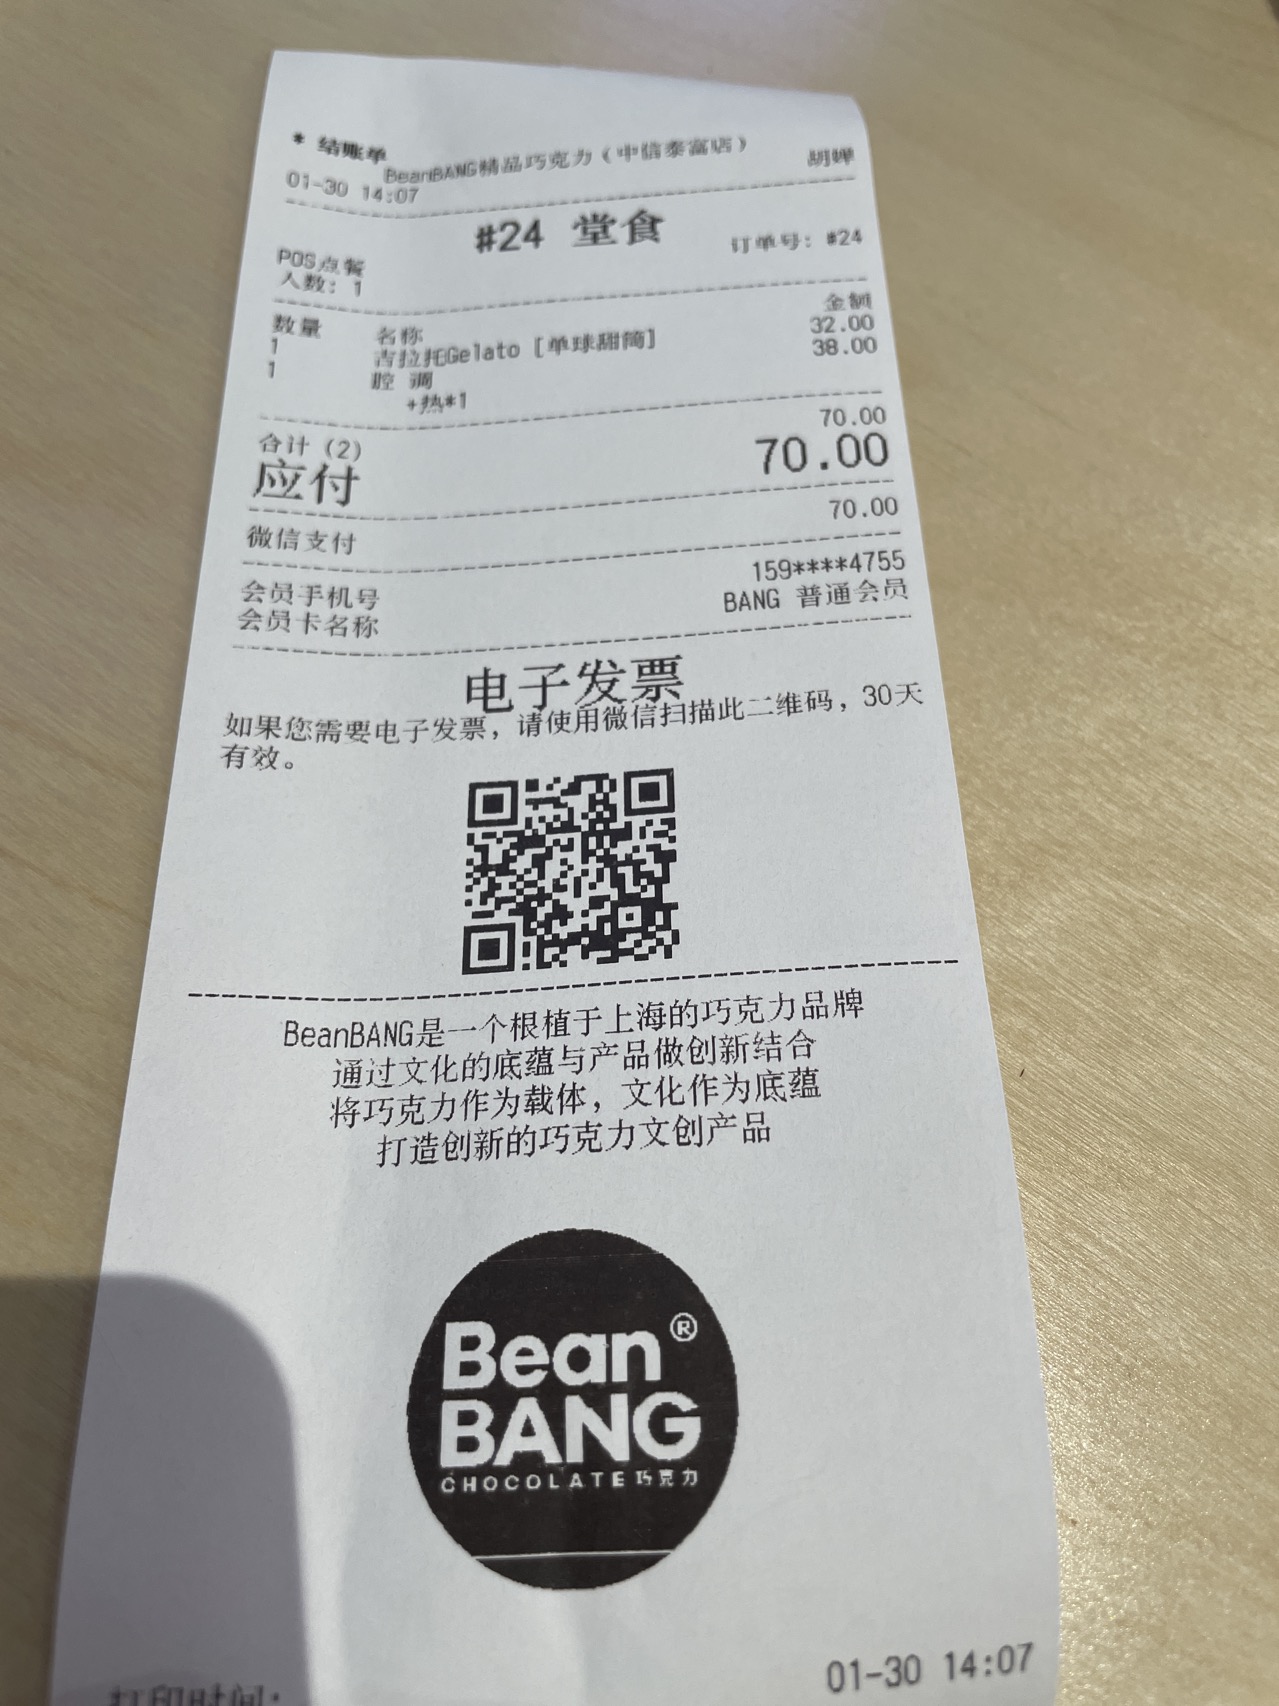 * 结账单
BeanBANG精品巧克力（中信泰富店）
01-30 14:07
#24 堂食
POS点餐 订单号: #24
人数: 1
数量 名称 金额
1 吉拉托Gelato [单球甜筒] 32.00
1 腔 调 38.00
+热*1
合计 (2) 70.00
应付 70.00
微信支付 70.00
会员手机号 159****4755
会员卡名称 BANG 普通会员
电子发票
如果您需要电子发票，请使用微信扫描此二维码，30天
有效。
BeanBANG是一个根植于上海的巧克力品牌
通过文化的底蕴与产品做创新结合
将巧克力作为载体，文化作为底蕴
打造创新的巧克力文创产品
Bean®
BANG
CHOCOLATE巧克力
打印时间: 01-30 14:07